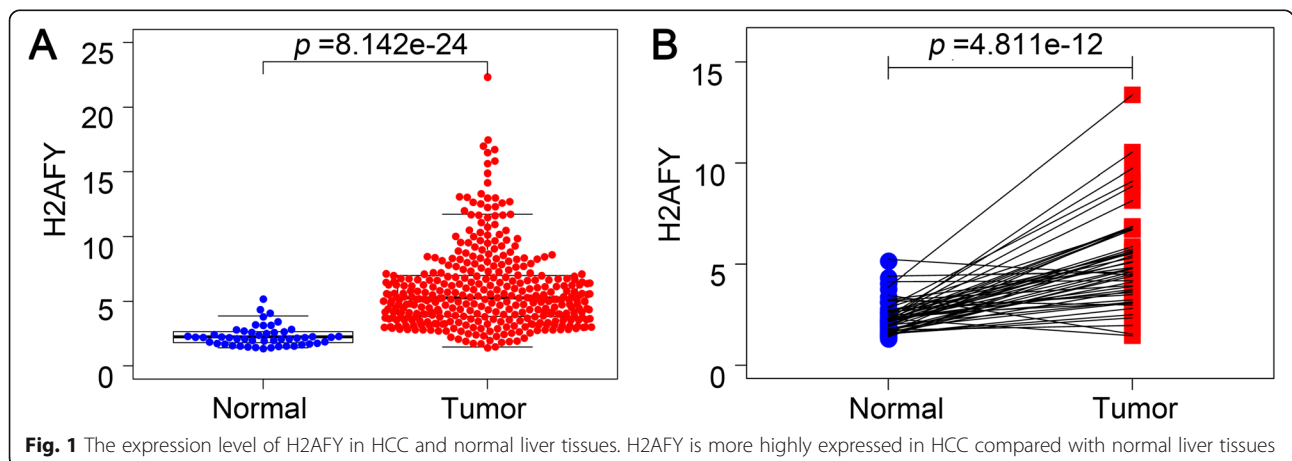 A
p =8.142e-24
25
20
15
10
5
0
H2AFY
Normal
Tumor
B
p =4.811e-12
15
10
5
0
H2AFY
Normal
Tumor
Fig. 1 The expression level of H2AFY in HCC and normal liver tissues. H2AFY is more highly expressed in HCC compared with normal liver tissues